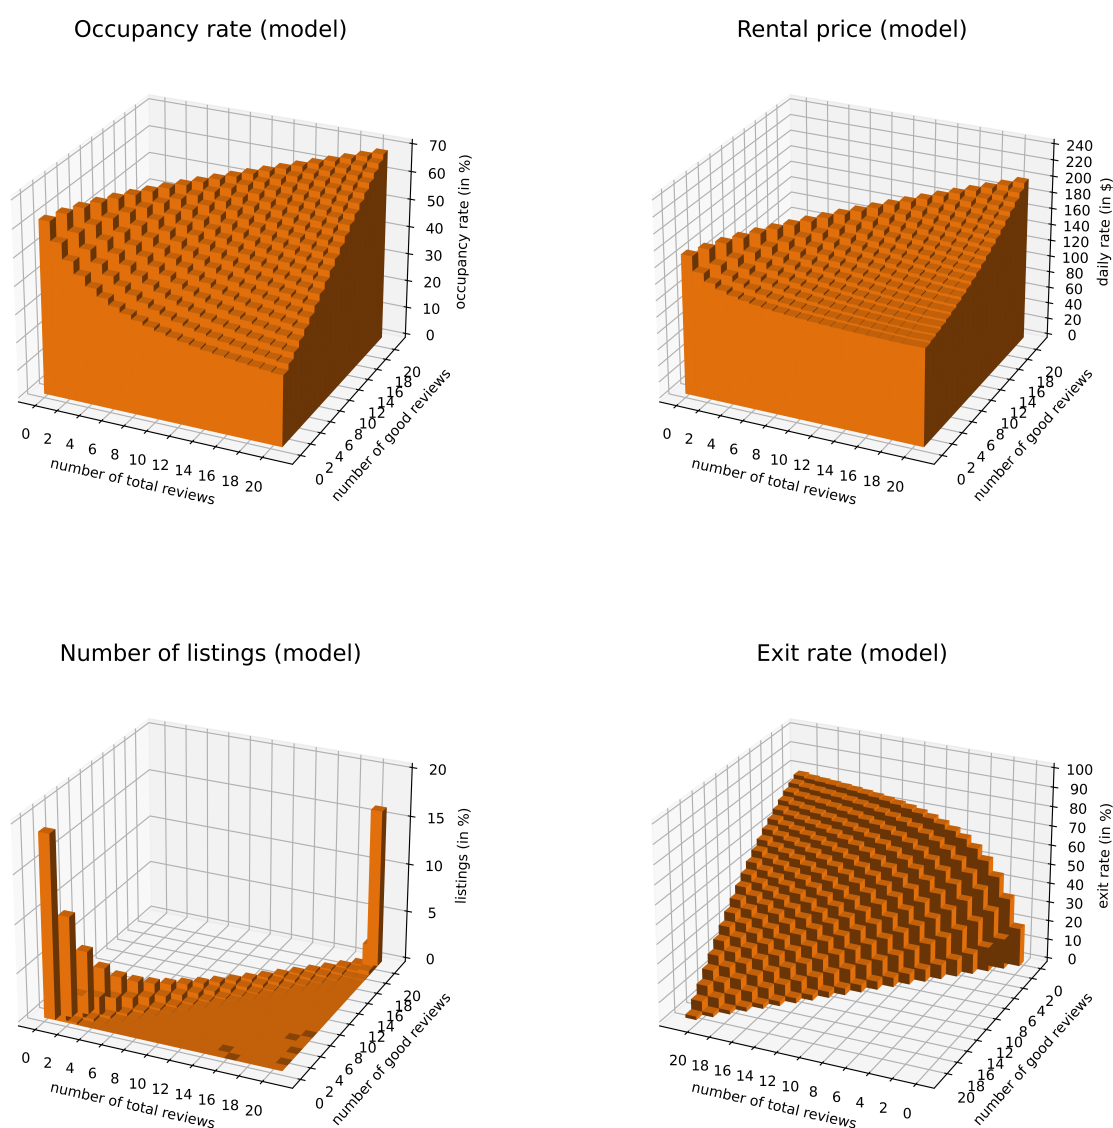 Occupancy rate (model)
70
60
50
40
30
20
10
0
occupancy rate (in %)
0 2 4 6 8 10 12 14 16 18 20
number of total reviews
0 2 4 6 8 10 12 14 16 18 20
number of good reviews
Rental price (model)
240
220
200
180
160
140
120
100
80
60
40
20
0
daily rate (in $)
0 2 4 6 8 10 12 14 16 18 20
number of total reviews
0 2 4 6 8 10 12 14 16 18 20
number of good reviews
Number of listings (model)
20
15
10
5
0
listings (in %)
0 2 4 6 8 10 12 14 16 18 20
number of total reviews
0 2 4 6 8 10 12 14 16 18 20
number of good reviews
Exit rate (model)
100
90
80
70
60
50
40
30
20
10
0
exit rate (in %)
20 18 16 14 12 10 8 6 4 2 0
number of total reviews
20 18 16 14 12 10 8 6 4 2 0
number of good reviews